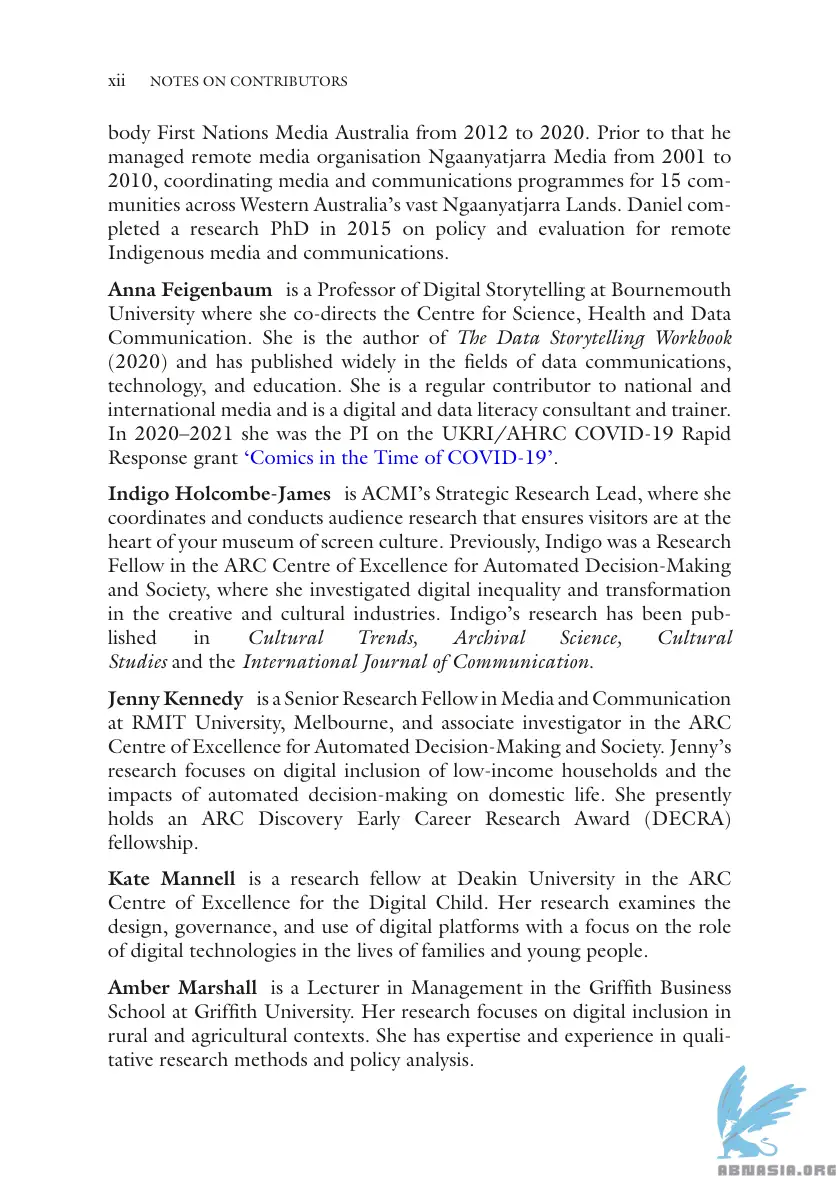 xii NOTES ON CONTRIBUTORS
body First Nations Media Australia from 2012 to 2020. Prior to that he
managed remote media organisation Ngaanyatjarra Media from 2001 to
2010, coordinating media and communications programmes for 15 com-
munities across Western Australia's vast Ngaanyatjarra Lands. Daniel com-
pleted a research PhD in 2015 on policy and evaluation for remote
Indigenous media and communications.
Anna Feigenbaum is a Professor of Digital Storytelling at Bournemouth
University where she co-directs the Centre for Science, Health and Data
Communication. She is the author of The Data Storytelling Workbook
(2020) and has published widely in the fields of data communications,
technology, and education. She is a regular contributor to national and
international media and is a digital and data literacy consultant and trainer.
In 2020–2021 she was the PI on the UKRI/AHRC COVID-19 Rapid
Response grant ‘Comics in the Time of COVID-19’.
Indigo Holcombe-James is ACMI’s Strategic Research Lead, where she
coordinates and conducts audience research that ensures visitors are at the
heart of your museum of screen culture. Previously, Indigo was a Research
Fellow in the ARC Centre of Excellence for Automated Decision-Making
and Society, where she investigated digital inequality and transformation
in the creative and cultural industries. Indigo’s research has been pub-
lished in Cultural Trends, Archival Science, Cultural
Studies and the International Journal of Communication.
Jenny Kennedy is a Senior Research Fellow in Media and Communication
at RMIT University, Melbourne, and associate investigator in the ARC
Centre of Excellence for Automated Decision-Making and Society. Jenny’s
research focuses on digital inclusion of low-income households and the
impacts of automated decision-making on domestic life. She presently
holds an ARC Discovery Early Career Research Award (DECRA)
fellowship.
Kate Mannell is a research fellow at Deakin University in the ARC
Centre of Excellence for the Digital Child. Her research examines the
design, governance, and use of digital platforms with a focus on the role
of digital technologies in the lives of families and young people.
Amber Marshall is a Lecturer in Management in the Griffith Business
School at Griffith University. Her research focuses on digital inclusion in
rural and agricultural contexts. She has expertise and experience in quali-
tative research methods and policy analysis.
ABNASIA.ORG